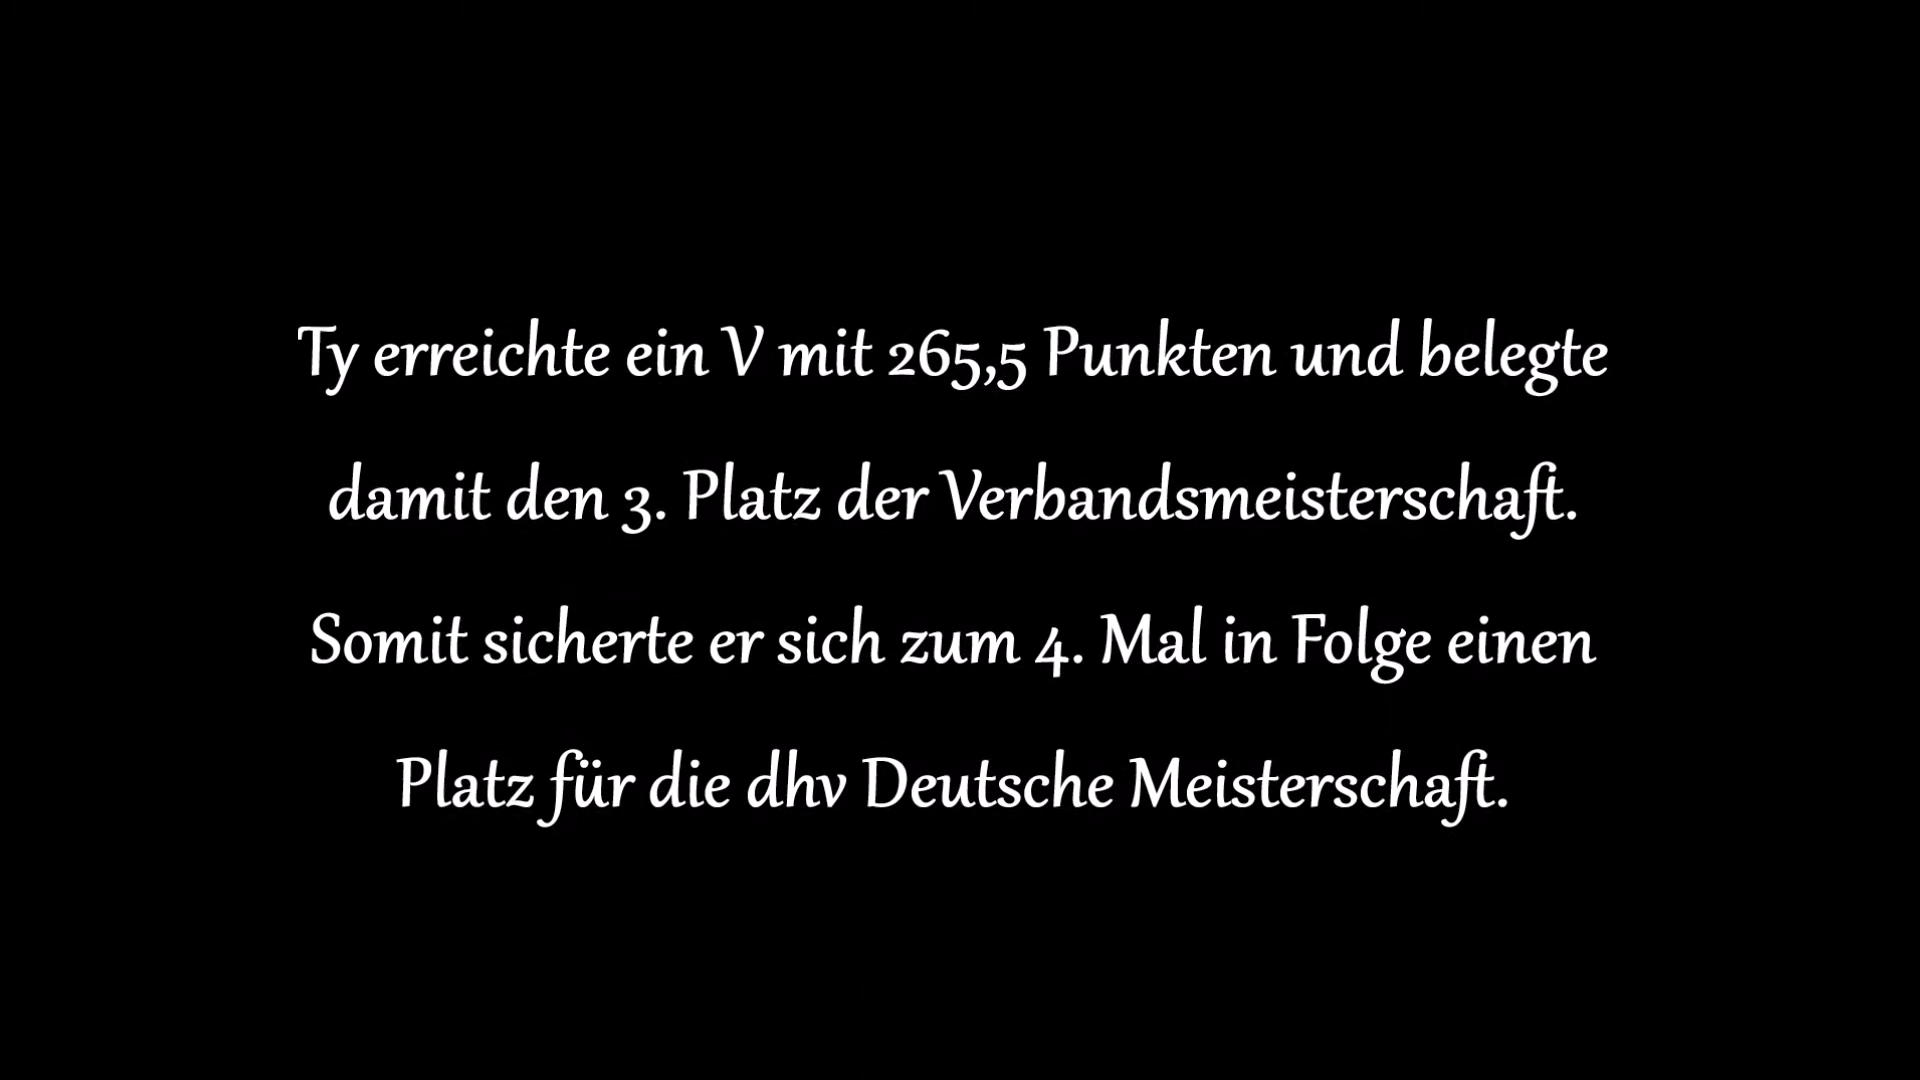 Ty erreichte ein V mit 265,5 Punkten und belegte
damit den 3. Platz der Verbandsmeisterschaft.
Somit sicherte er sich zum 4. Mal in Folge einen
Platz für die dhv Deutsche Meisterschaft.